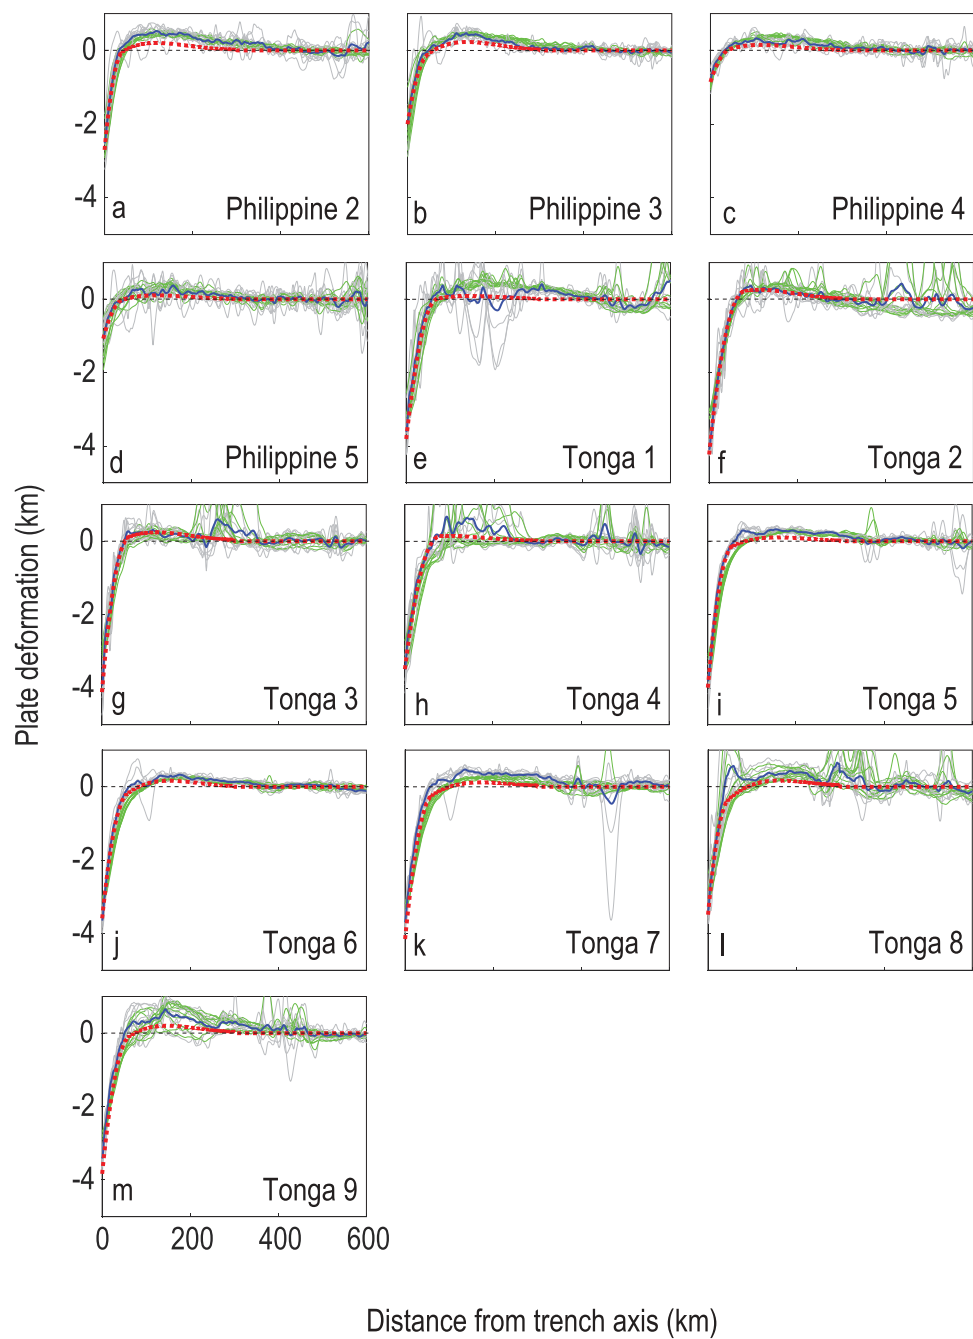 0
-2
-4
a
Philippine 2
b
Philippine 3
c
Philippine 4
0
-2
-4
d
Philippine 5
e
Tonga 1
f
Tonga 2
Plate deformation (km)
0
-2
-4
g
Tonga 3
h
Tonga 4
i
Tonga 5
0
-2
-4
j
Tonga 6
k
Tonga 7
l
Tonga 8
0
-2
-4
m
Tonga 9
0 200 400 600
Distance from trench axis (km)